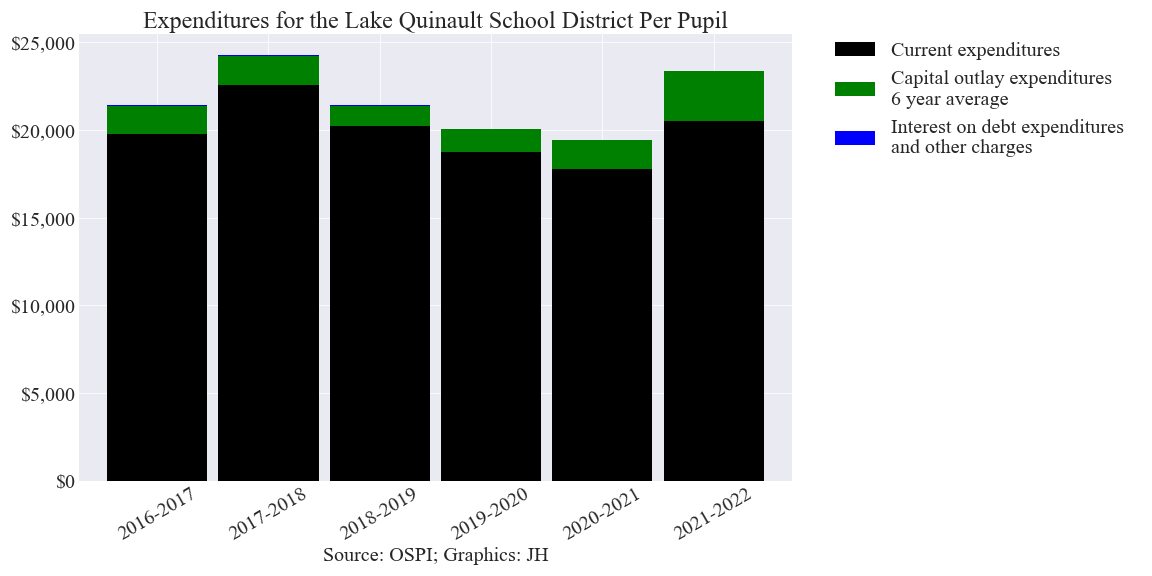 Expenditures for the Lake Quinault School District Per Pupil
$25,000
$20,000
$15,000
$10,000
$5,000
$0
2016-2017
2017-2018
2018-2019
2019-2020
2020-2021
2021-2022
Source: OSPI; Graphics: JH
Current expenditures
Capital outlay expenditures
6 year average
Interest on debt expenditures
and other charges